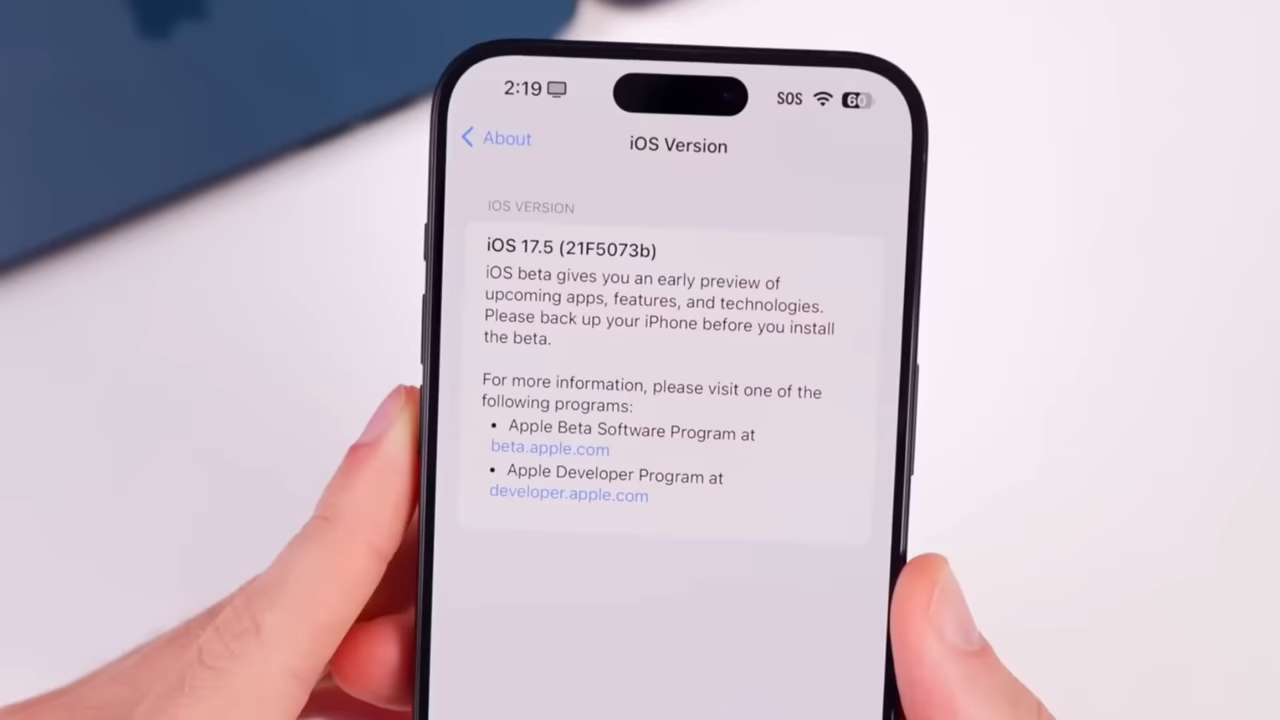 2:19
SOS 60
About
iOS Version
IOS VERSION
iOS 17.5 (21F5073b)
iOS beta gives you an early preview of
upcoming apps, features, and technologies.
Please back up your iPhone before you install
the beta.
For more information, please visit one of the
following programs:
• Apple Beta Software Program at
beta.apple.com
• Apple Developer Program at
developer.apple.com